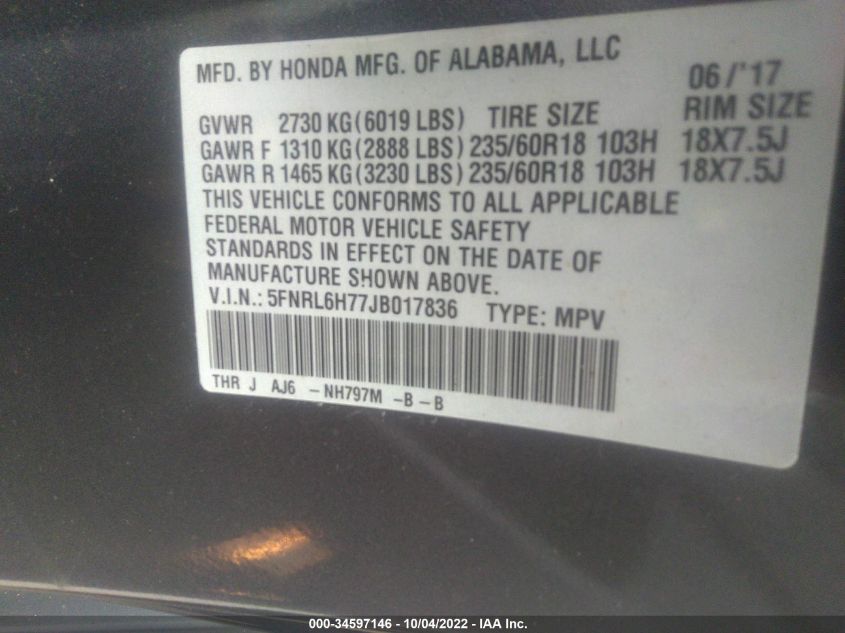 MFD. BY HONDA MFG. OF ALABAMA, LLC 06/'17
GVWR 2730 KG(6019 LBS) TIRE SIZE RIM SIZE
GAWR F 1310 KG(2888 LBS) 235/60R18 103H 18X7.5J
GAWR R 1465 KG(3230 LBS) 235/60R18 103H 18X7.5J
THIS VEHICLE CONFORMS TO ALL APPLICABLE
FEDERAL MOTOR VEHICLE SAFETY
STANDARDS IN EFFECT ON THE DATE OF
MANUFACTURE SHOWN ABOVE.
V.I.N.: 5FNRL6H77JB017836 TYPE: MPV
THR J AJ6 -NH797M -B-B
000-34597146 - 10/04/2022 - IAA Inc.